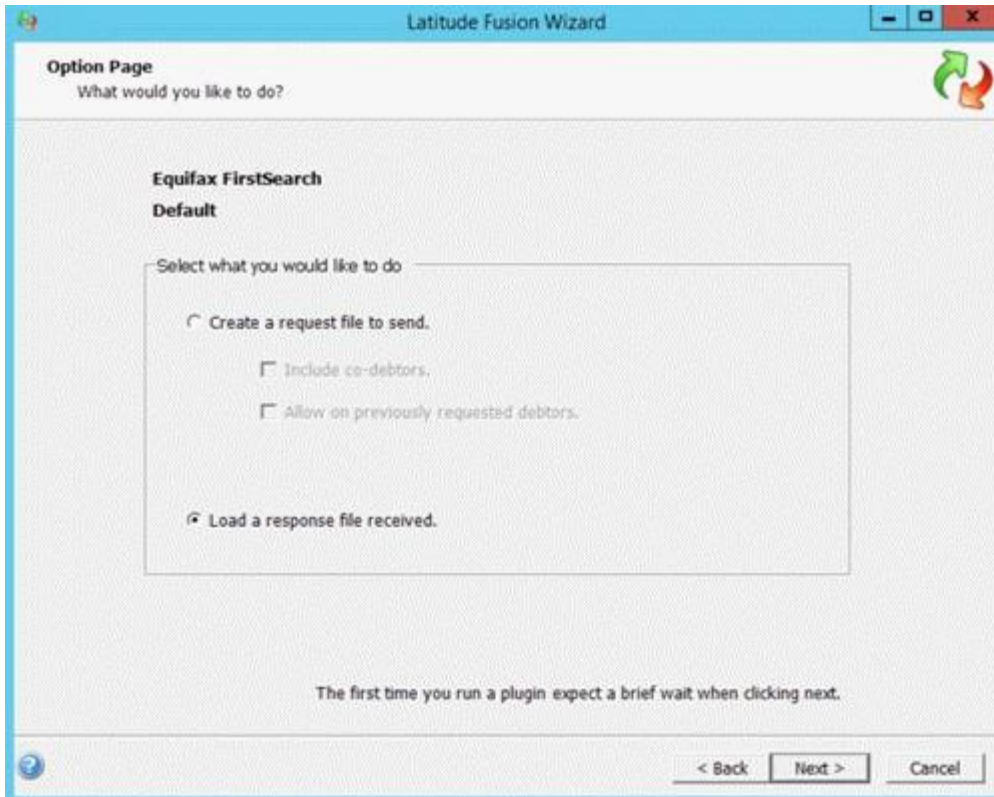 Latitude Fusion Wizard
Option Page
What would you like to do?
Equifax FirstSearch
Default
Select what you would like to do
Create a request file to send.
Include co-debtors.
Allow on previously requested debtors.
Load a response file received.
The first time you run a plugin expect a brief wait when clicking next.
< Back Next > Cancel